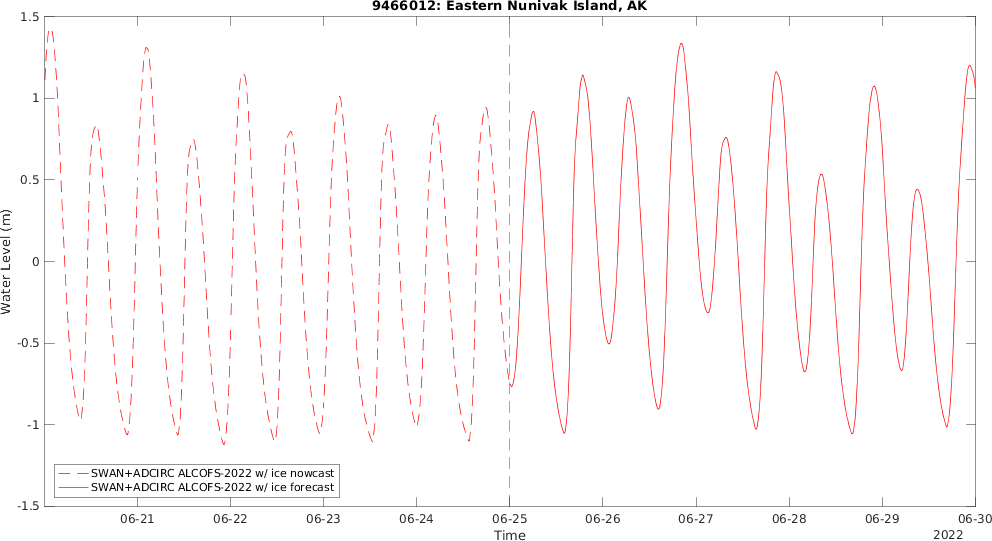 9466012: Eastern Nunivak Island, AK
Water Level (m)
1.5
1
0.5
0
-0.5
-1
-1.5
SWAN+ADCIRC ALCOFS-2022 w/ ice nowcast
SWAN+ADCIRC ALCOFS-2022 w/ ice forecast
06-21 06-22 06-23 06-24 06-25 06-26 06-27 06-28 06-29 06-30
Time
2022